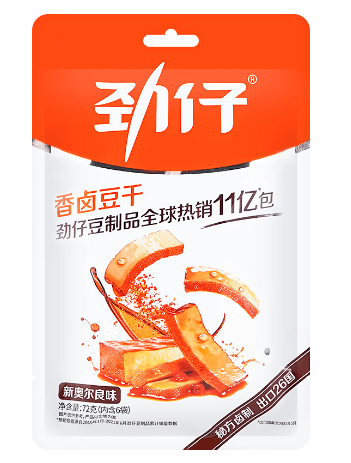 劲仔®
香卤豆干
劲仔豆制品全球热销11亿*包
新奥尔良味
净含量:72克(内含6袋)
秘方卤制 出口26国